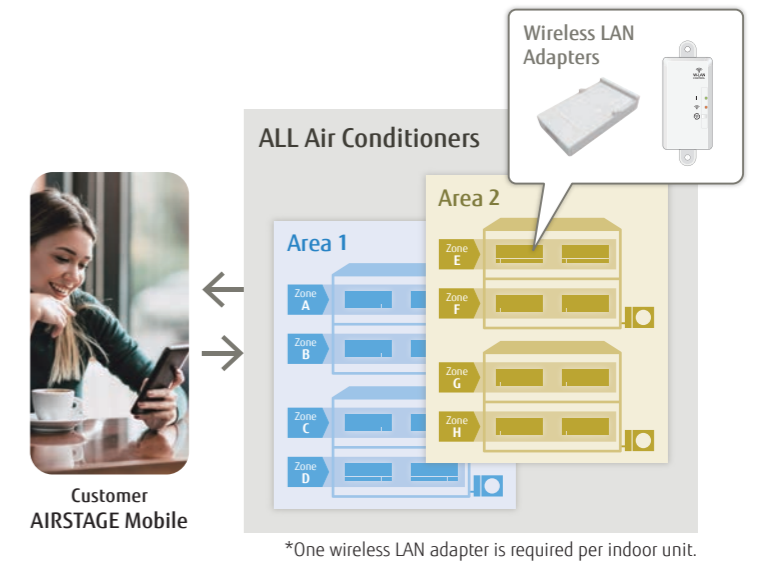 Wireless LAN
Adapters
WLAN
ALL Air Conditioners
Area 1
Zone
A
Zone
B
Zone
C
Zone
D
Area 2
Zone
E
Zone
F
Zone
G
Zone
H
Customer
AIRSTAGE Mobile
*One wireless LAN adapter is required per indoor unit.